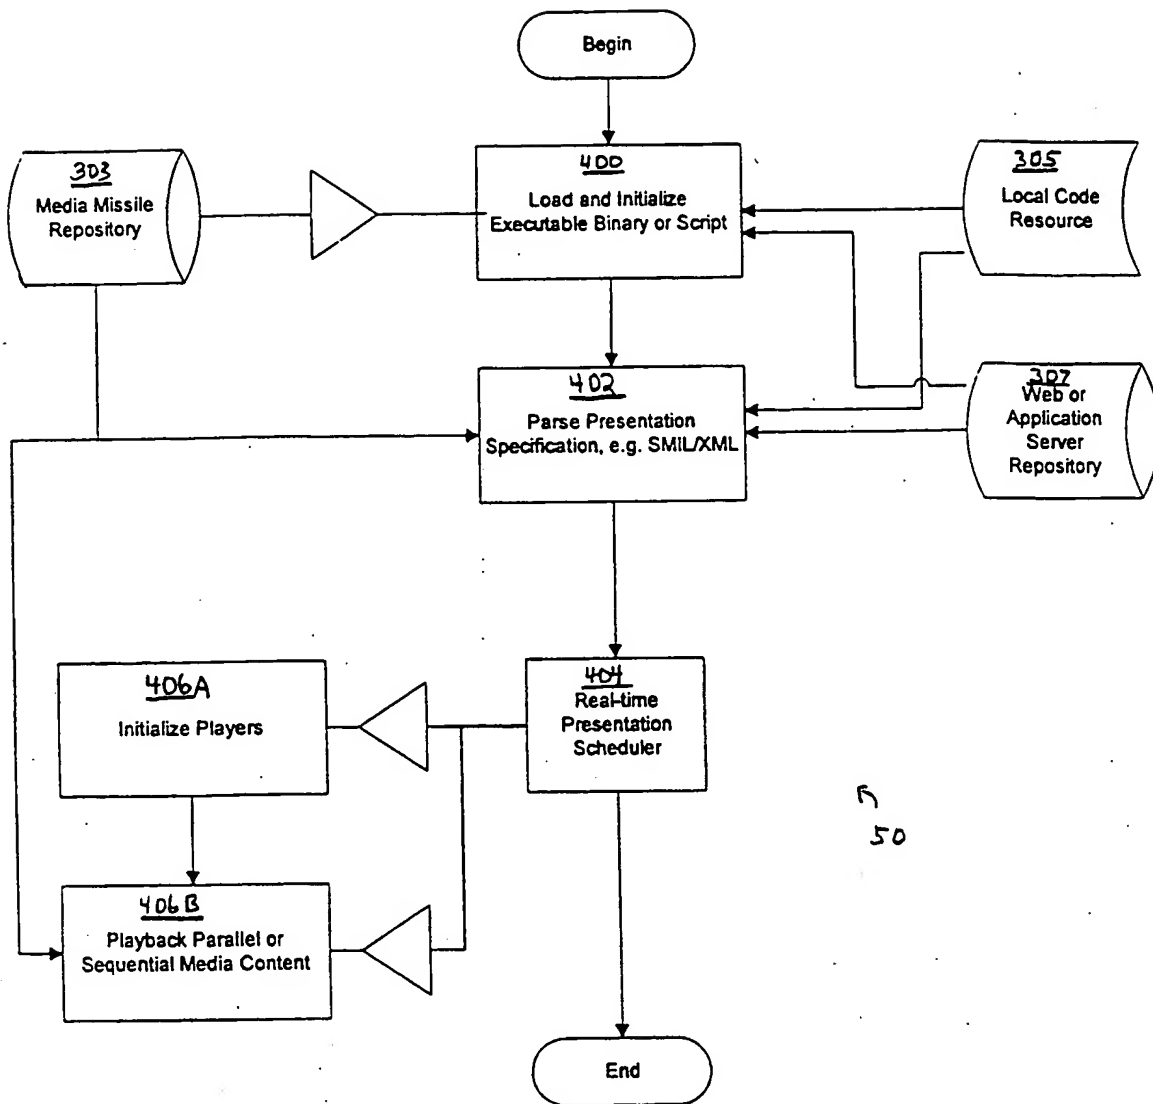 Begin
303
Media Missile
Repository
400
Load and Initialize
Executable Binary or Script
305
Local Code
Resource
402
Parse Presentation
Specification, e.g. SMIL/XML
307
Web or
Application
Server
Repository
406A
Initialize Players
404
Real-time
Presentation
Scheduler
50
406B
Playback Parallel or
Sequential Media Content
End